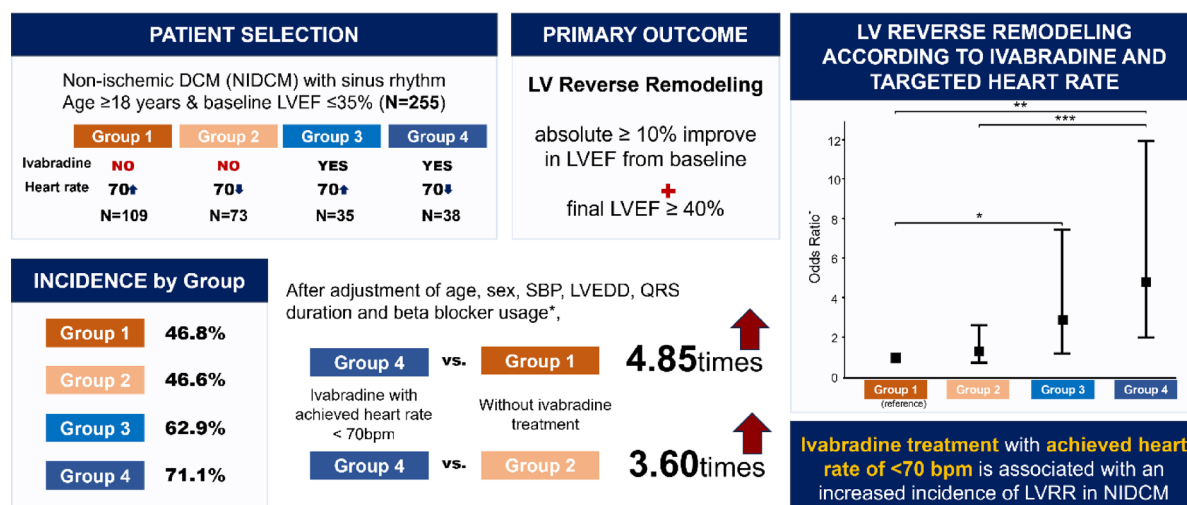 PATIENT SELECTION
Non-ischemic DCM (NIDCM) with sinus rhythm
Age ≥18 years & baseline LVEF ≤35% (N=255)
Group 1 Group 2 Group 3 Group 4
Ivabradine NO NO YES YES
Heart rate 70⬆ 70⬇ 70⬆ 70⬇
N=109 N=73 N=35 N=38
PRIMARY OUTCOME
LV Reverse Remodeling
absolute ≥ 10% improve
in LVEF from baseline
+
final LVEF ≥ 40%
LV REVERSE REMODELING
ACCORDING TO IVABRADINE AND
TARGETED HEART RATE
**
***
*
Odds Ratio*
12
10
8
6
4
2
0
Group 1 Group 2 Group 3 Group 4
(reference)
INCIDENCE by Group
Group 1 46.8%
Group 2 46.6%
Group 3 62.9%
Group 4 71.1%
After adjustment of age, sex, SBP, LVEDD, QRS
duration and beta blocker usage*,
Group 4 vs. Group 1 4.85times
Ivabradine with
achieved heart rate
< 70bpm
Without ivabradine
treatment
Group 4 vs. Group 2 3.60times
Ivabradine treatment with achieved heart
rate of <70 bpm is associated with an
increased incidence of LVRR in NIDCM